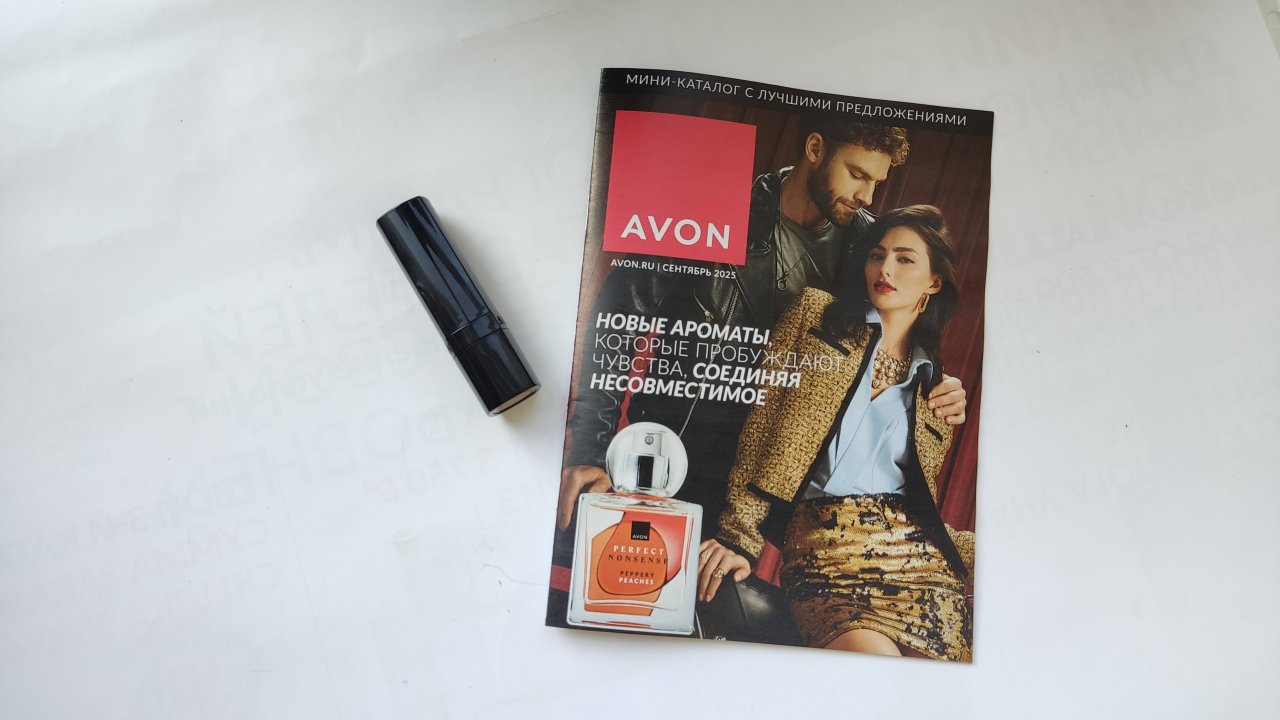 МИНИ-КАТАЛОГ С ЛУЧШИМИ ПРЕДЛОЖЕНИЯМИ
AVON
AVON.RU | СЕНТЯБРЬ 2025
НОВЫЕ АРОМАТЫ,
КОТОРЫЕ ПРОБУЖДАЮТ
ЧУВСТВА, СОЕДИНЯЯ
НЕСОВМЕСТИМОЕ
AVON
PERFECT
NONSENSE
PEPPERY
PEACHES